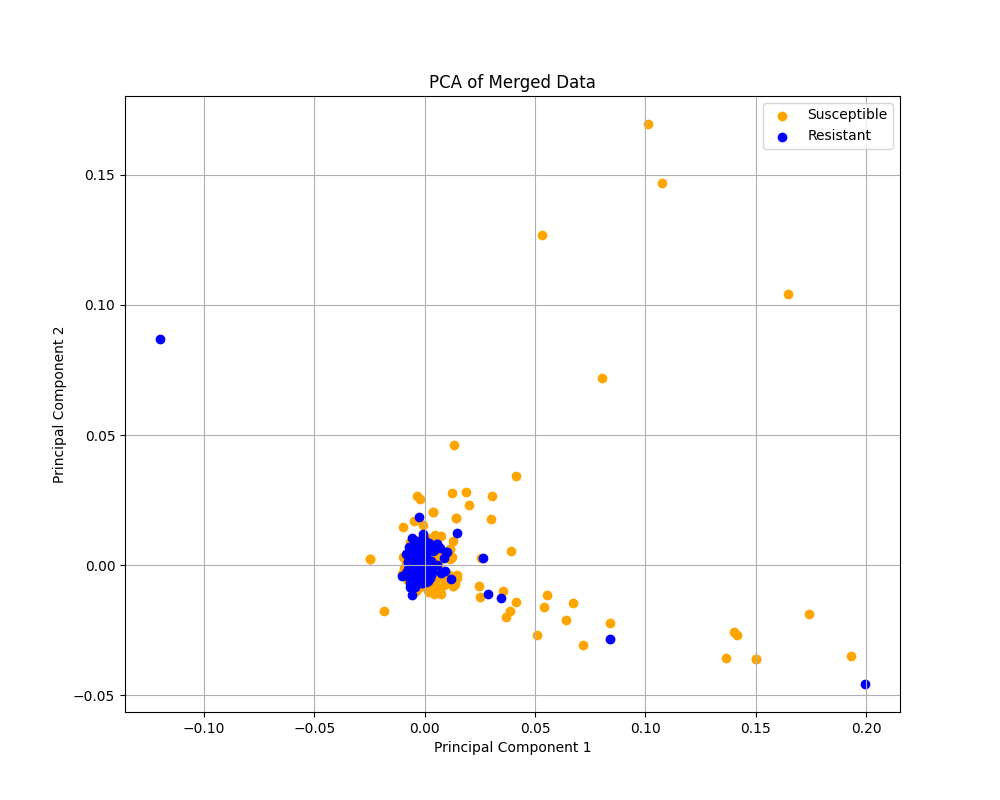 PCA of Merged Data
Susceptible
Resistant
Principal Component 2
0.15
0.10
0.05
0.00
−0.05
−0.10
−0.05
0.00
0.05
0.10
0.15
0.20
Principal Component 1